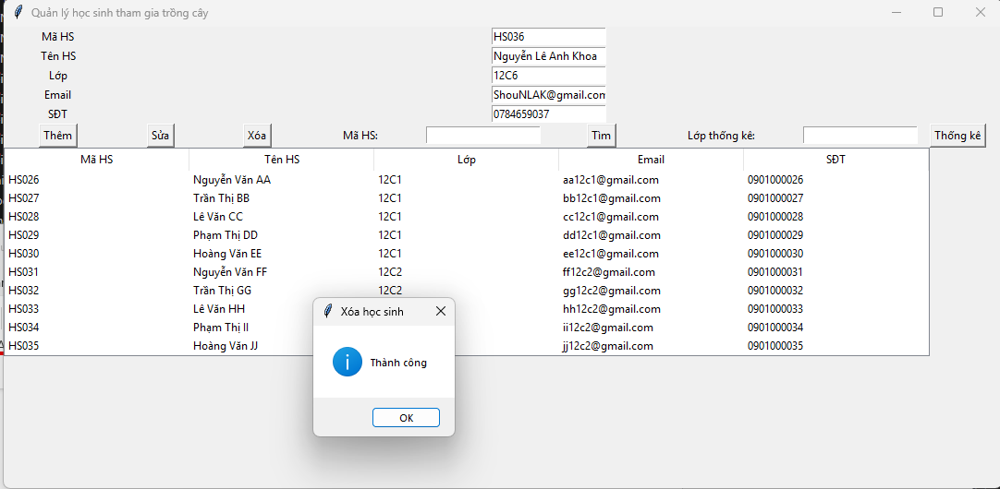 Quản lý học sinh tham gia trồng cây
Mã HS HS036
Tên HS Nguyễn Lê Anh Khoa
Lớp 12C6
Email ShouNLAK@gmail.com
SĐT 0784659037
Thêm Sửa Xóa Mã HS: Tìm Lớp thống kê: Thống kê
Mã HS Tên HS Lớp Email SĐT
HS026 Nguyễn Văn AA 12C1 aa12c1@gmail.com 0901000026
HS027 Trần Thị BB 12C1 bb12c1@gmail.com 0901000027
HS028 Lê Văn CC 12C1 cc12c1@gmail.com 0901000028
HS029 Phạm Thị DD 12C1 dd12c1@gmail.com 0901000029
HS030 Hoàng Văn EE 12C1 ee12c1@gmail.com 0901000030
HS031 Nguyễn Văn FF 12C2 ff12c2@gmail.com 0901000031
HS032 Trần Thị GG 12C2 gg12c2@gmail.com 0901000032
HS033 Lê Văn HH hh12c2@gmail.com 0901000033
HS034 Phạm Thị II ii12c2@gmail.com 0901000034
HS035 Hoàng Văn JJ jj12c2@gmail.com 0901000035
Xóa học sinh
Thành công
OK